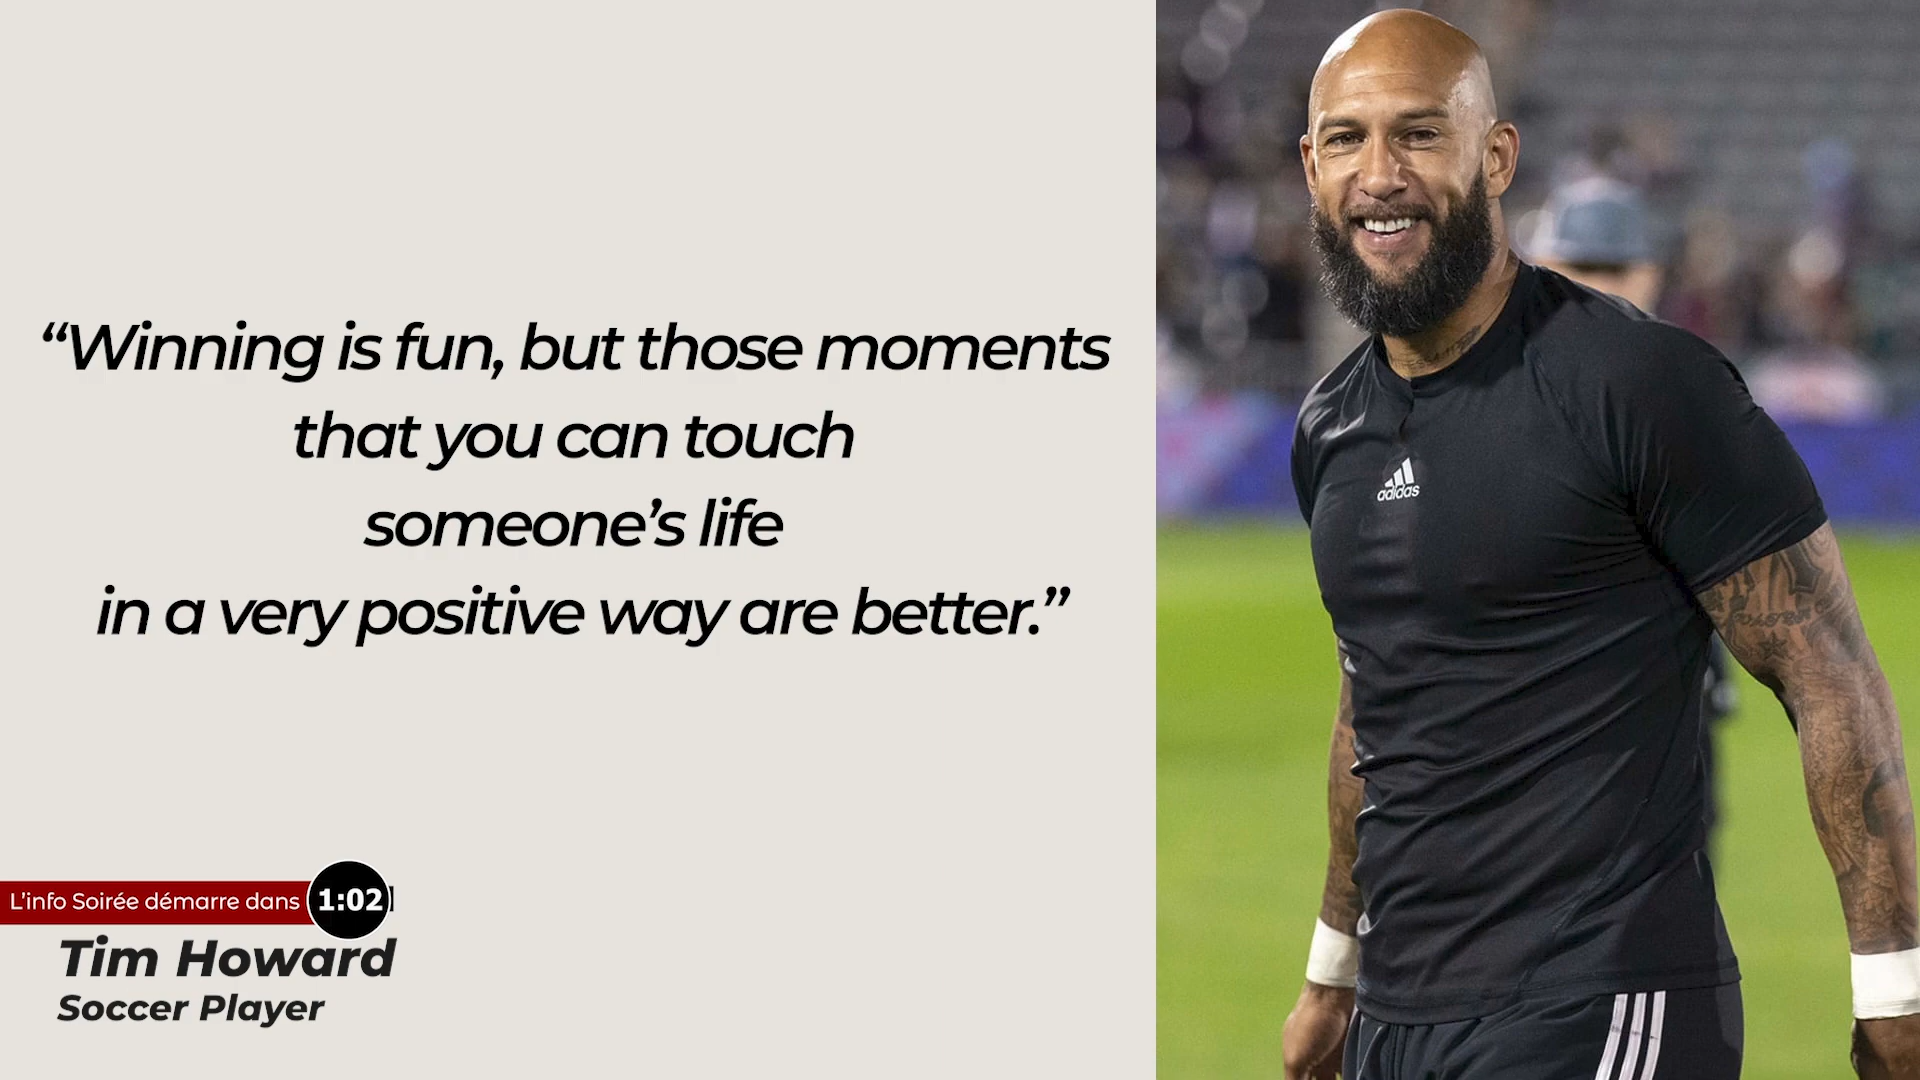 “Winning is fun, but those moments
that you can touch
someone’s life
in a very positive way are better.”
L’info Soirée démarre dans 1:02
Tim Howard
Soccer Player
adidas